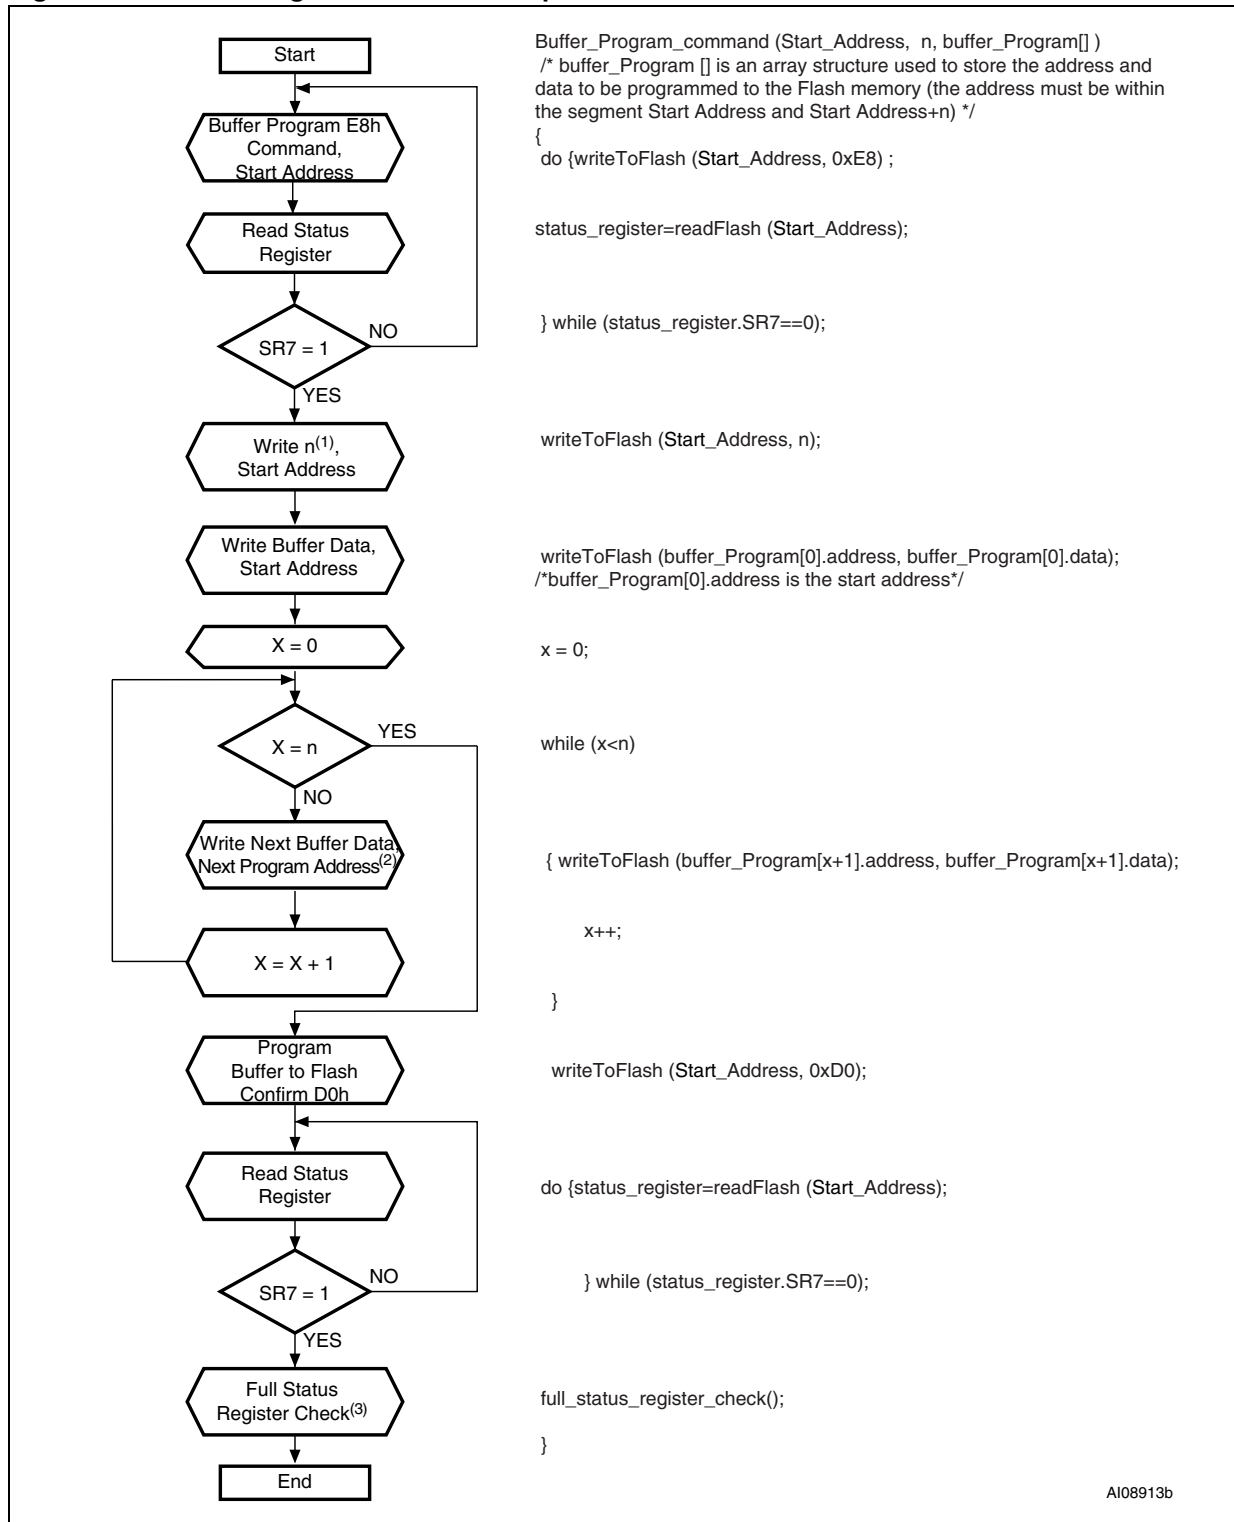 Start
Buffer_Program_command (Start_Address, n, buffer_Program[] )
/* buffer_Program [] is an array structure used to store the address and
data to be programmed to the Flash memory (the address must be within
the segment Start Address and Start Address+n) */
{
Buffer Program E8h
Command,
Start Address
do {writeToFlash (Start_Address, 0xE8) ;
Read Status
Register
status_register=readFlash (Start_Address);
SR7 = 1
NO
YES
} while (status_register.SR7==0);
Write n(1),
Start Address
writeToFlash (Start_Address, n);
Write Buffer Data,
Start Address
writeToFlash (buffer_Program[0].address, buffer_Program[0].data);
/*buffer_Program[0].address is the start address*/
X = 0
x = 0;
X = n
YES
NO
while (x<n)
Write Next Buffer Data,
Next Program Address(2)
{ writeToFlash (buffer_Program[x+1].address, buffer_Program[x+1].data);
X = X + 1
x++;
}
Program
Buffer to Flash
Confirm D0h
writeToFlash (Start_Address, 0xD0);
Read Status
Register
do {status_register=readFlash (Start_Address);
SR7 = 1
NO
YES
} while (status_register.SR7==0);
Full Status
Register Check(3)
full_status_register_check();
}
End
AI08913b